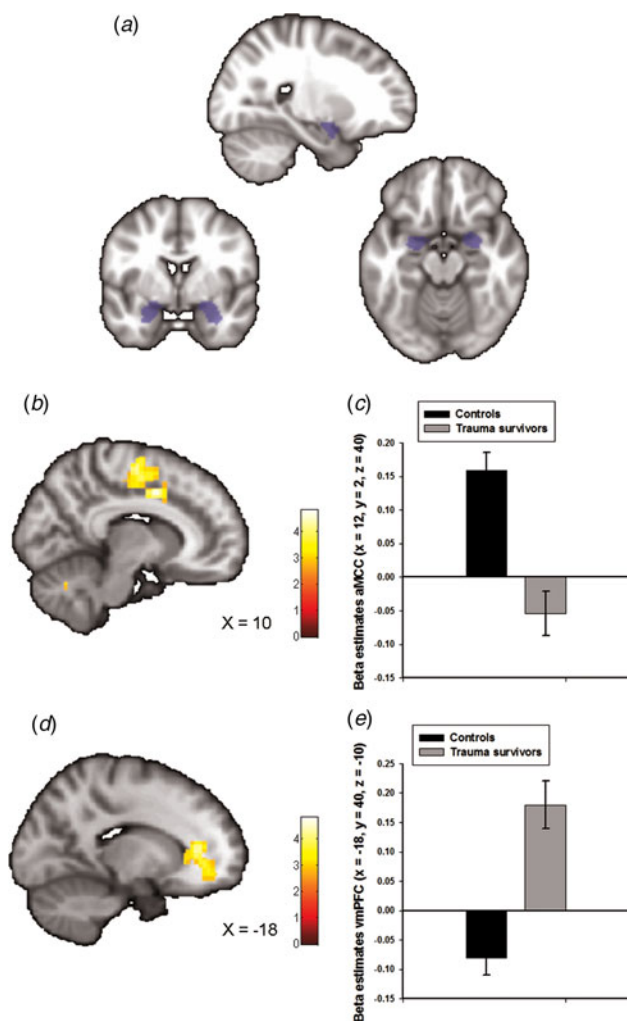 (a)
(b)
4
3
2
1
0
X = 10
(c)
Controls
Trauma survivors
Beta estimates aMCC (x = 12, y = 2, z = 40)
0.20
0.15
0.10
0.05
0.00
-0.05
-0.10
-0.15
(d)
4
3
2
1
0
X = -18
(e)
Controls
Trauma survivors
Beta estimates vmPFC (x = -18, y = 40, z = -10)
0.25
0.20
0.15
0.10
0.05
0.00
-0.05
-0.10
-0.15